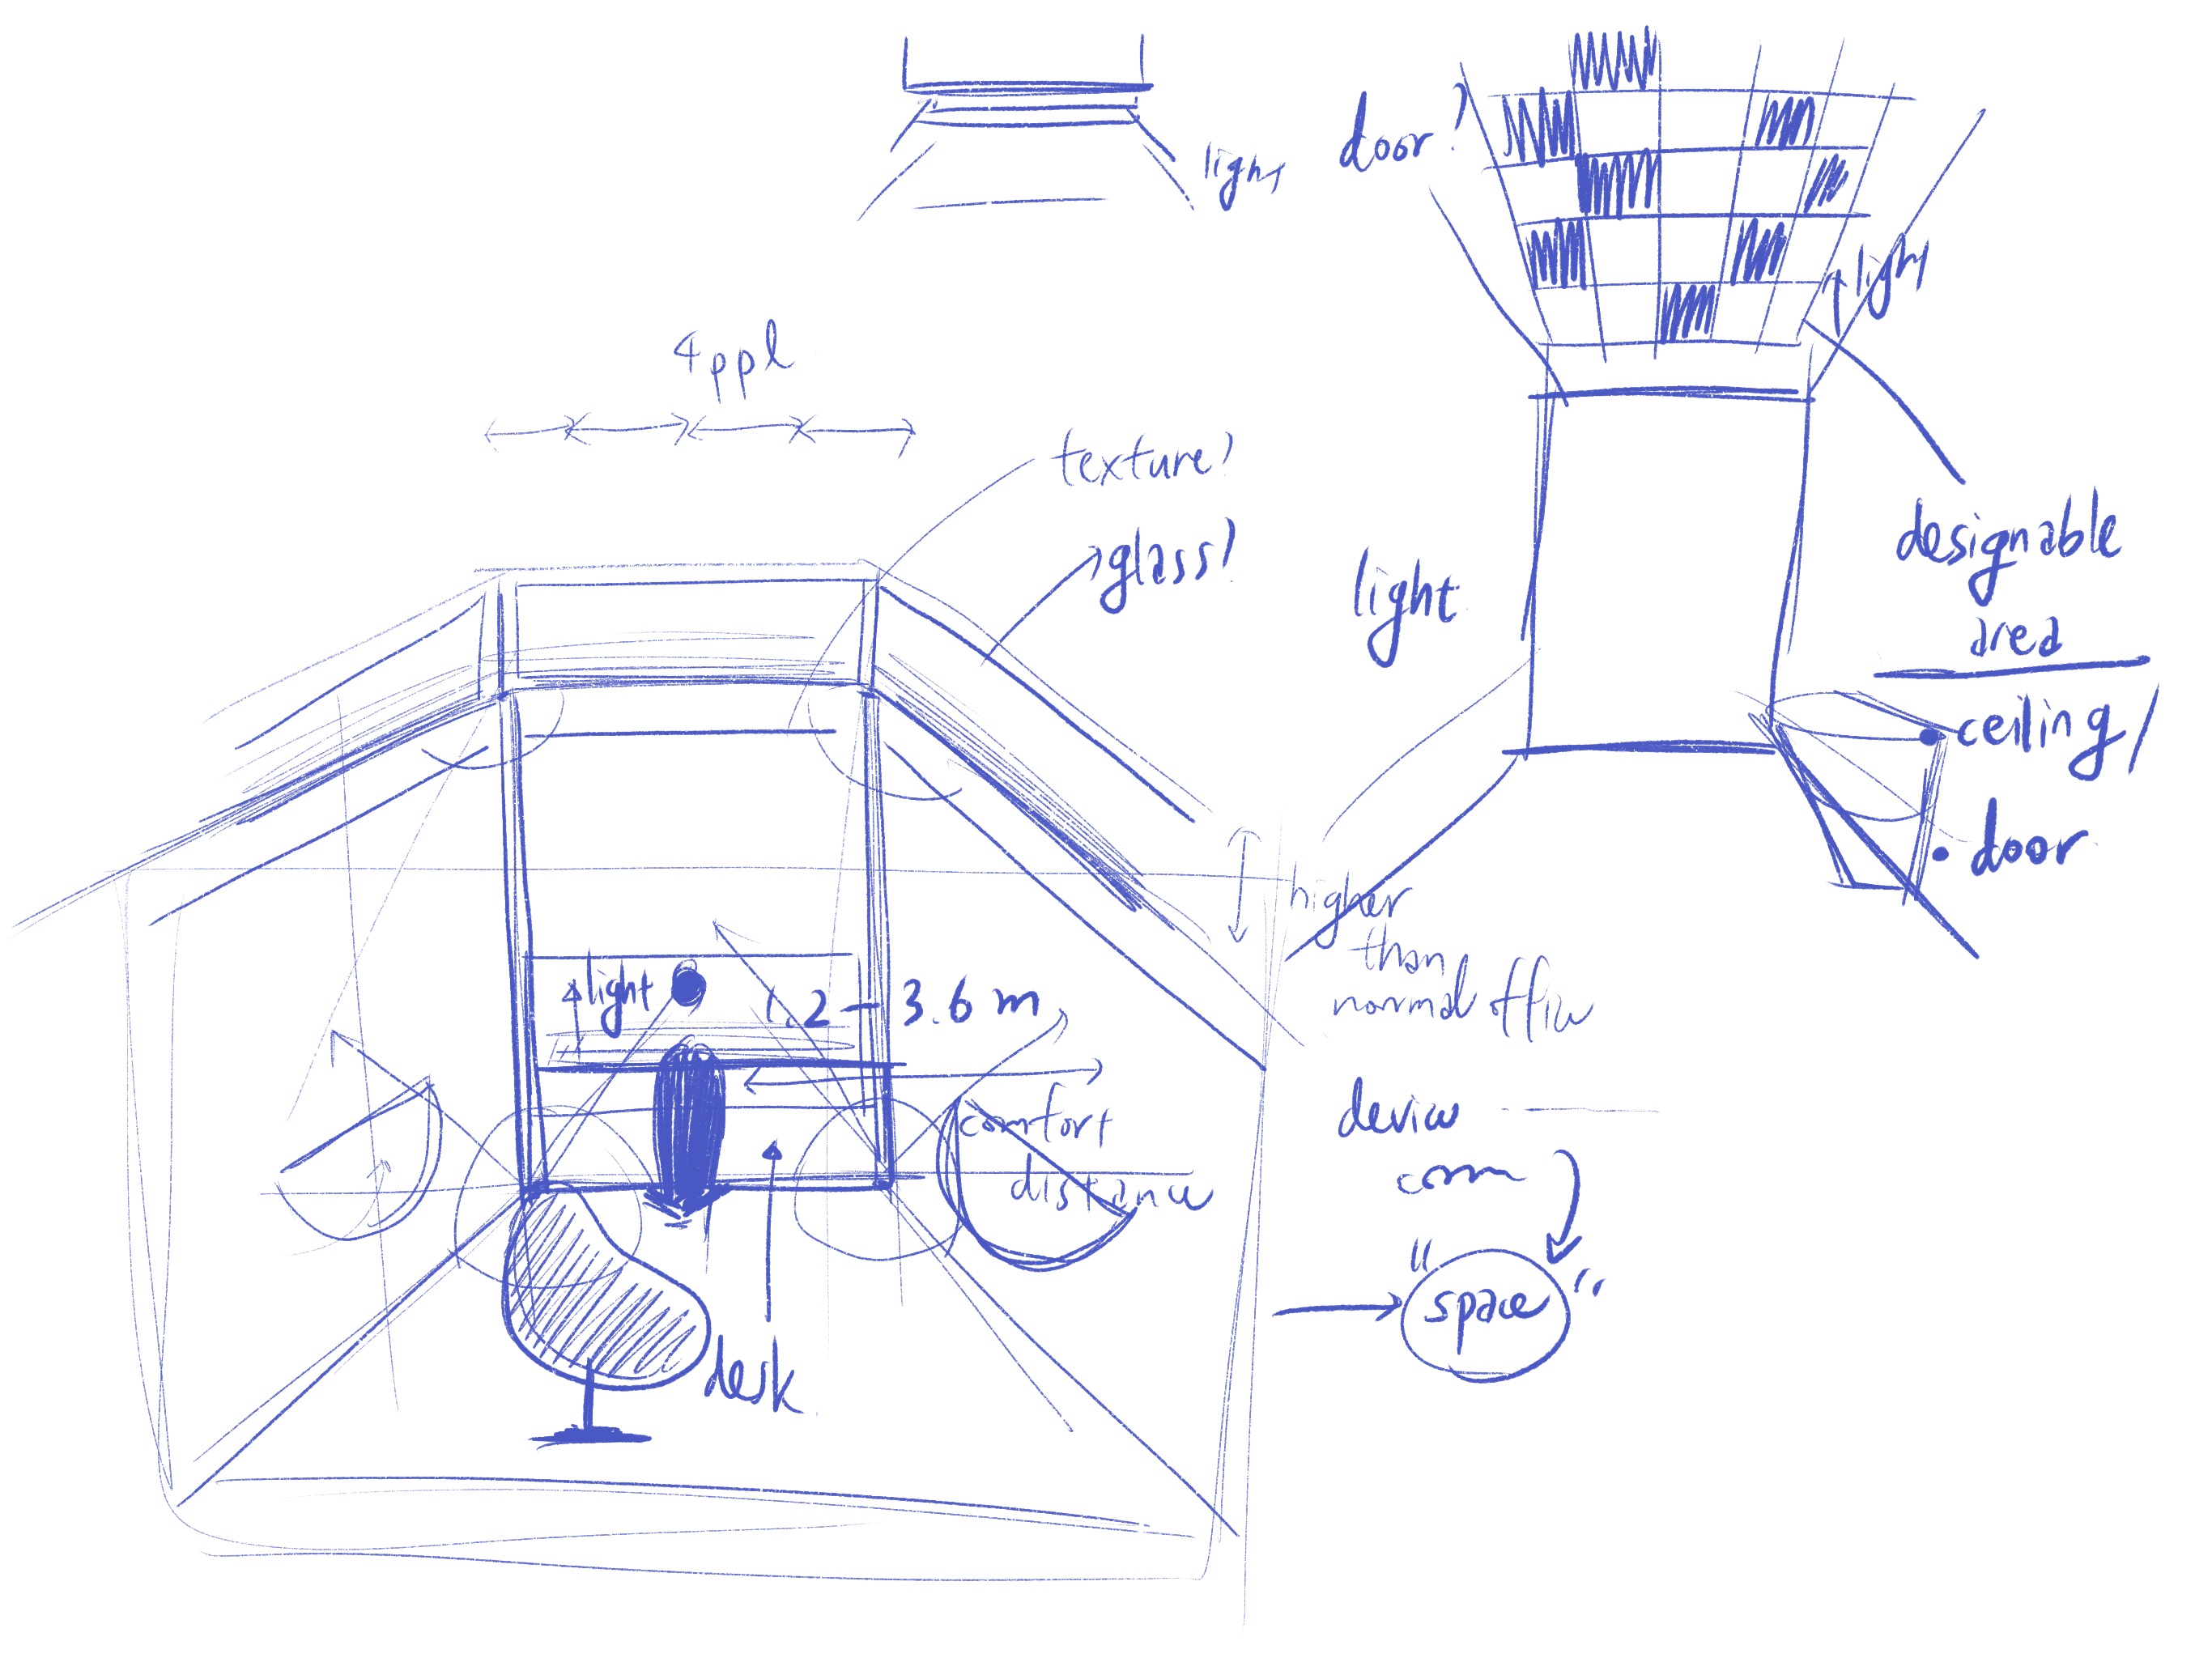 light
door?
light
4ppl
texture?
glass?
light
designable
area
ceiling/
door
higher
than
normal office
light
1.2 - 3.6 m
comfort
distance
desk
device
com
"space"